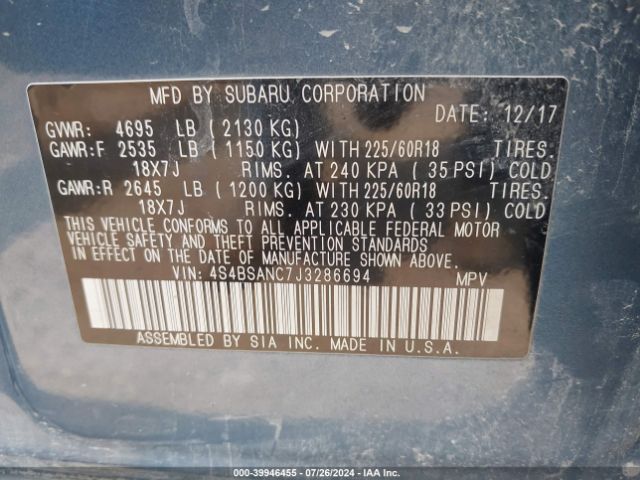 MFD BY SUBARU CORPORATION
DATE: 12/17
GVWR: 4695 LB ( 2130 KG)
GAWR:F 2535 LB ( 1150 KG) WITH 225/60R18 TIRES.
18X7J RIMS. AT 240 KPA ( 35 PSI) COLD
GAWR:R 2645 LB ( 1200 KG) WITH 225/60R18 TIRES.
18X7J RIMS. AT 230 KPA ( 33 PSI) COLD
THIS VEHICLE CONFORMS TO ALL APPLICABLE FEDERAL MOTOR
VEHICLE SAFETY AND THEFT PREVENTION STANDARDS
IN EFFECT ON THE DATE OF MANUFACTURE SHOWN ABOVE.
VIN: 4S4BSANC7J3286694 MPV
ASSEMBLED BY SIA INC. MADE IN U.S.A.
000-39946455 - 07/26/2024 - IAA Inc.